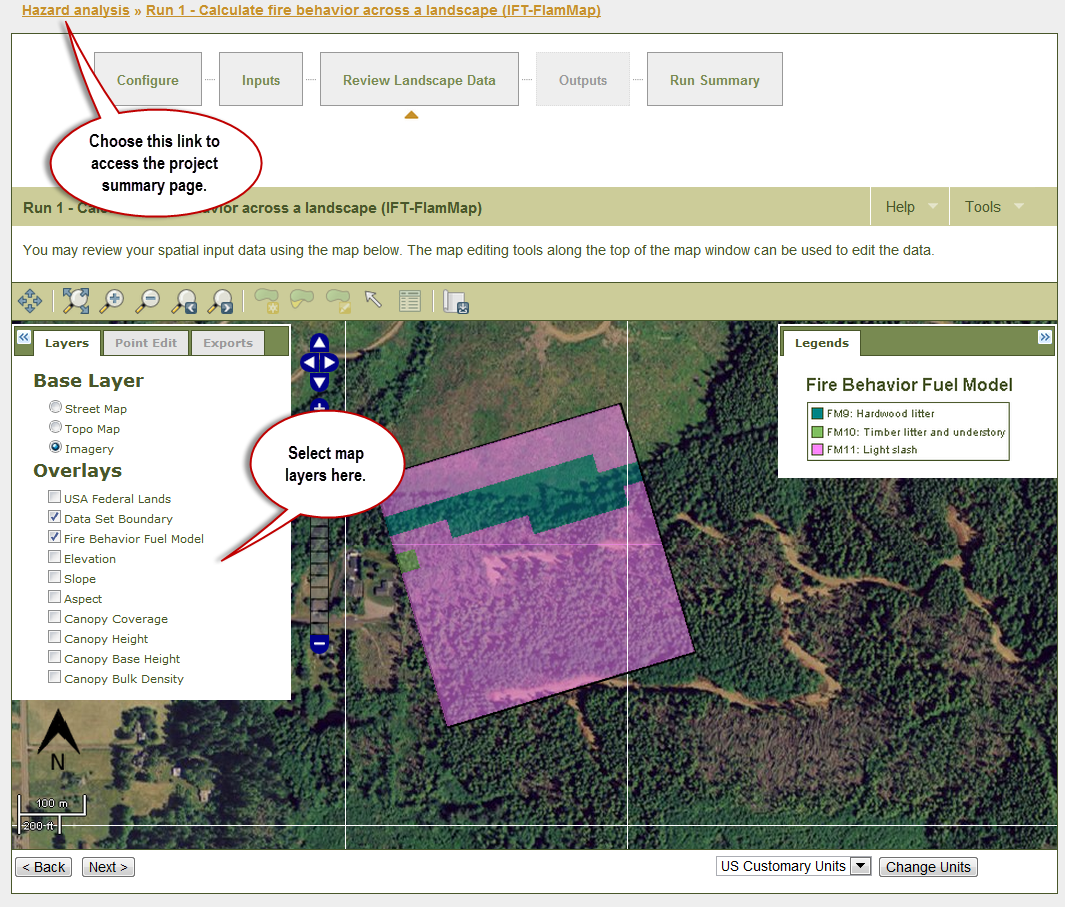 Hazard analysis » Run 1 - Calculate fire behavior across a landscape (IFT-FlamMap)
Configure
Inputs
Review Landscape Data
Outputs
Run Summary
Choose this link to
access the project
summary page.
Run 1 - Calc behavior across a landscape (IFT-FlamMap)
Help
Tools
You may review your spatial input data using the map below. The map editing tools along the top of the map window can be used to edit the data.
Layers
Point Edit
Exports
Base Layer
Street Map
Topo Map
Imagery
Overlays
USA Federal Lands
Data Set Boundary
Fire Behavior Fuel Model
Elevation
Slope
Aspect
Canopy Coverage
Canopy Height
Canopy Base Height
Canopy Bulk Density
Select map
layers here.
Legends
Fire Behavior Fuel Model
FM9: Hardwood litter
FM10: Timber litter and understory
FM11: Light slash
N
100 m
200 ft
< Back
Next >
US Customary Units
Change Units